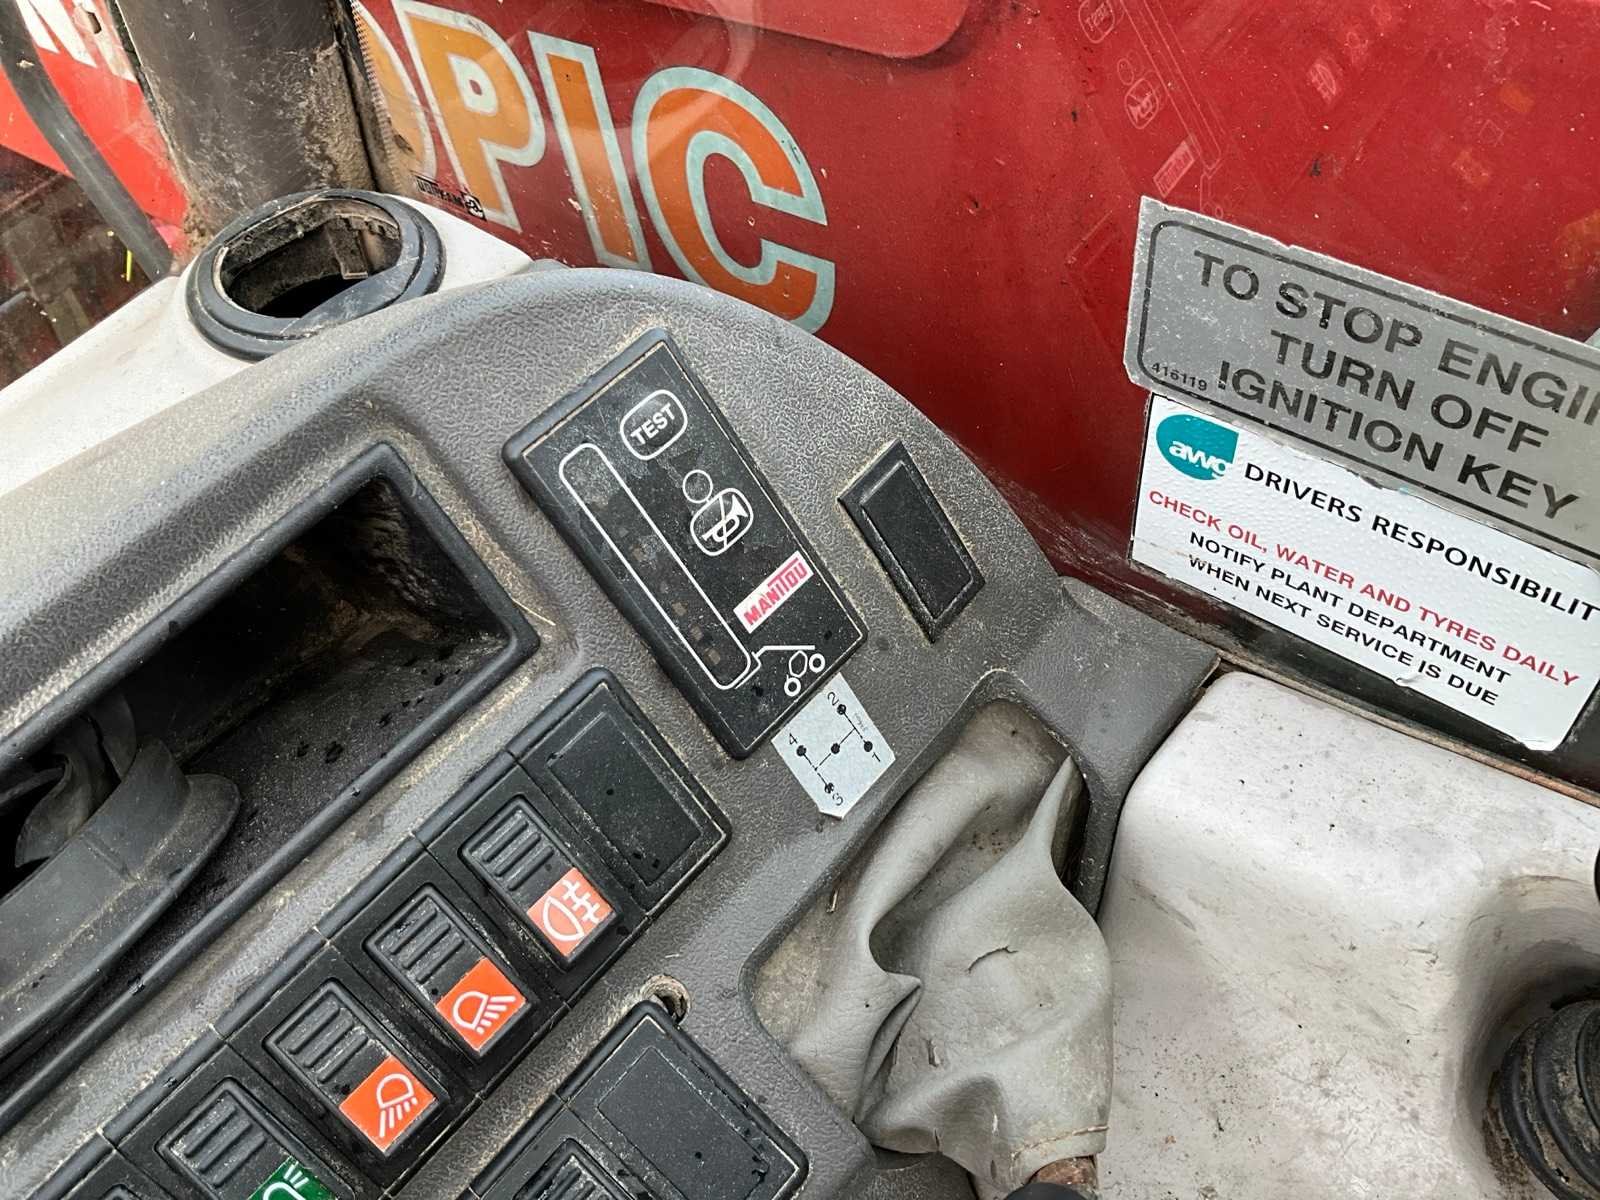 OPIC
TO STOP ENGI
TURN OFF
IGNITION KEY
416119
awg
DRIVERS RESPONSIBILIT
CHECK OIL, WATER AND TYRES DAILY
NOTIFY PLANT DEPARTMENT
WHEN NEXT SERVICE IS DUE
TEST
MANITOU
2
4
1
3